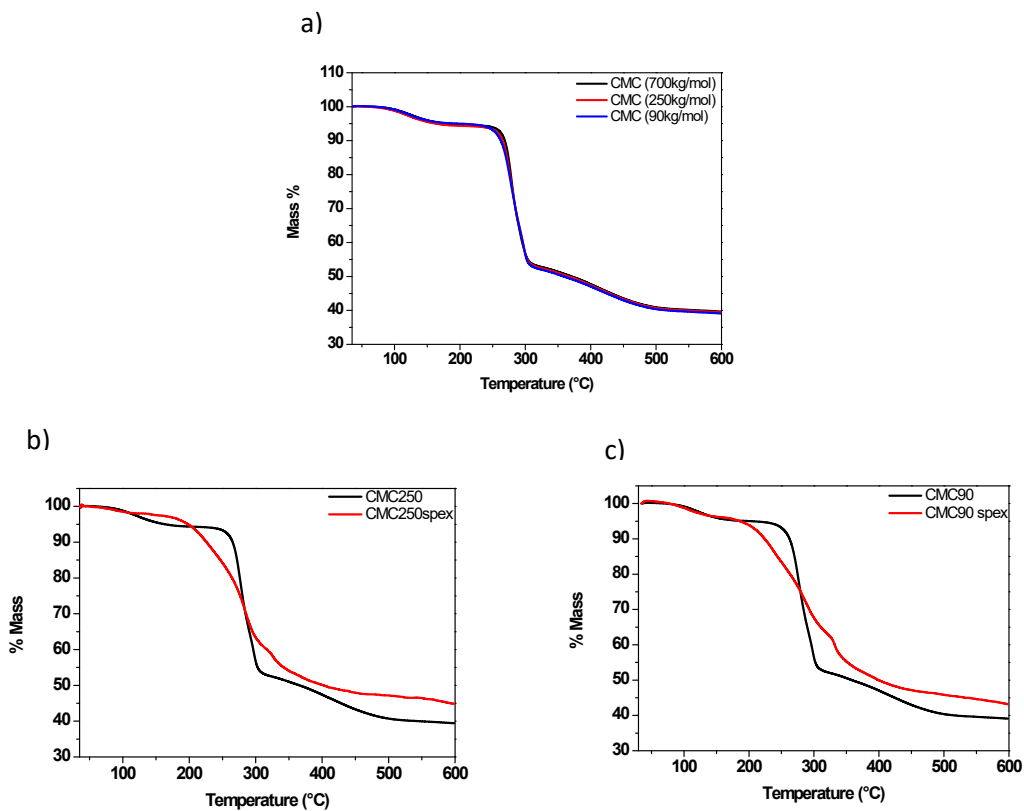 a)
110
100
90
80
70
60
50
40
30
Mass %
CMC (700kg/mol)
CMC (250kg/mol)
CMC (90kg/mol)
100 200 300 400 500 600
Temperature (°C)
b)
100
90
80
70
60
50
40
30
% Mass
CMC250
CMC250spex
100 200 300 400 500 600
Temperature (°C)
c)
100
90
80
70
60
50
40
30
% Mass
CMC90
CMC90 spex
100 200 300 400 500 600
Temperature (°C)